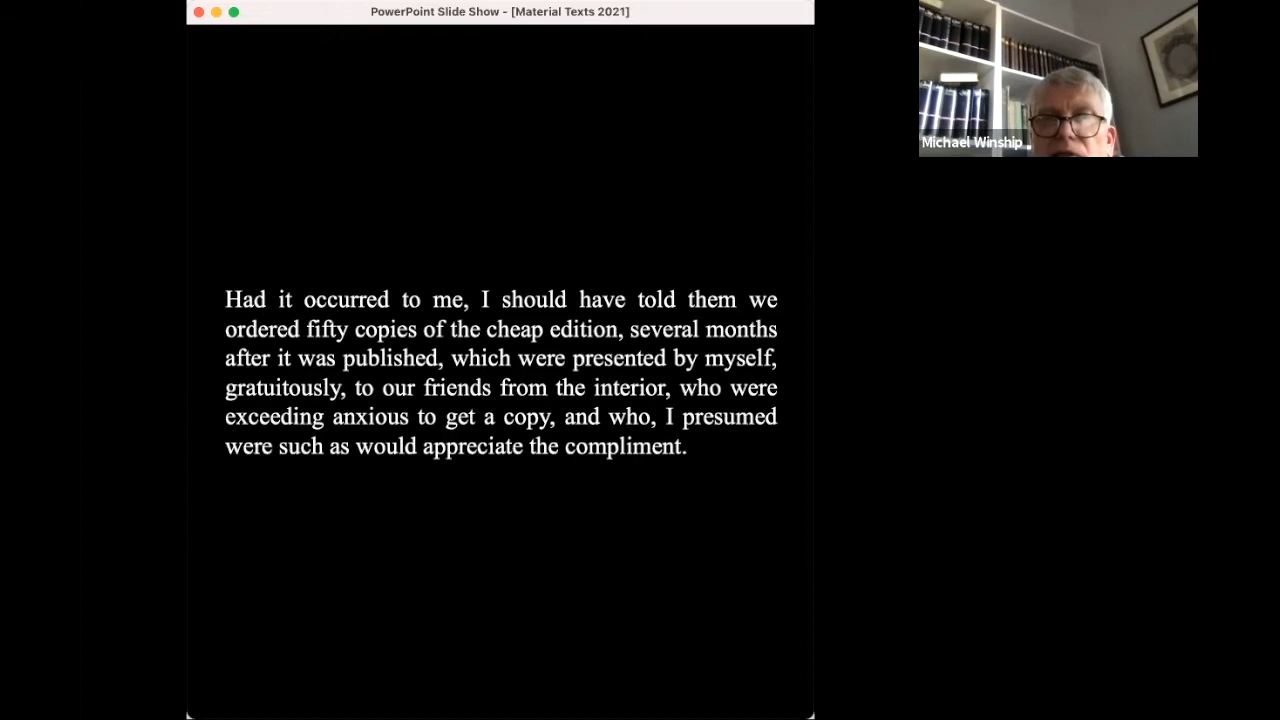 PowerPoint Slide Show - [Material Texts 2021]
Had it occurred to me, I should have told them we
ordered fifty copies of the cheap edition, several months
after it was published, which were presented by myself,
gratuitously, to our friends from the interior, who were
exceeding anxious to get a copy, and who, I presumed
were such as would appreciate the compliment.
Michael Winship